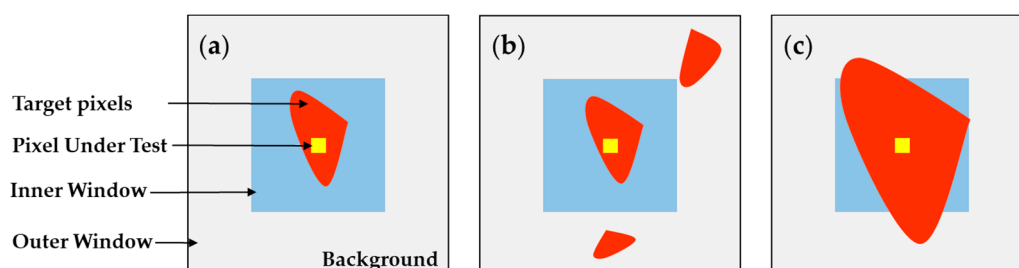 (a)
(b)
(c)
Target pixels
Pixel Under Test
Inner Window
Outer Window
Background